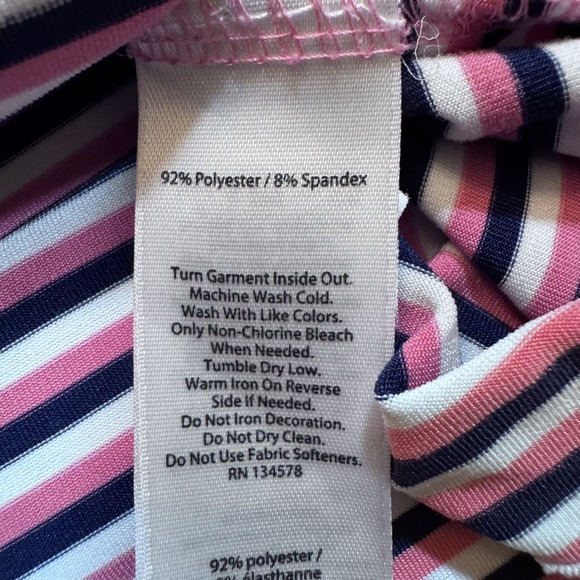 92% Polyester / 8% Spandex
Turn Garment Inside Out.
Machine Wash Cold.
Wash With Like Colors.
Only Non-Chlorine Bleach
When Needed.
Tumble Dry Low.
Warm Iron On Reverse
Side If Needed.
Do Not Iron Decoration.
Do Not Dry Clean.
Do Not Use Fabric Softeners.
RN 134578
92% polyester /
élasthanne